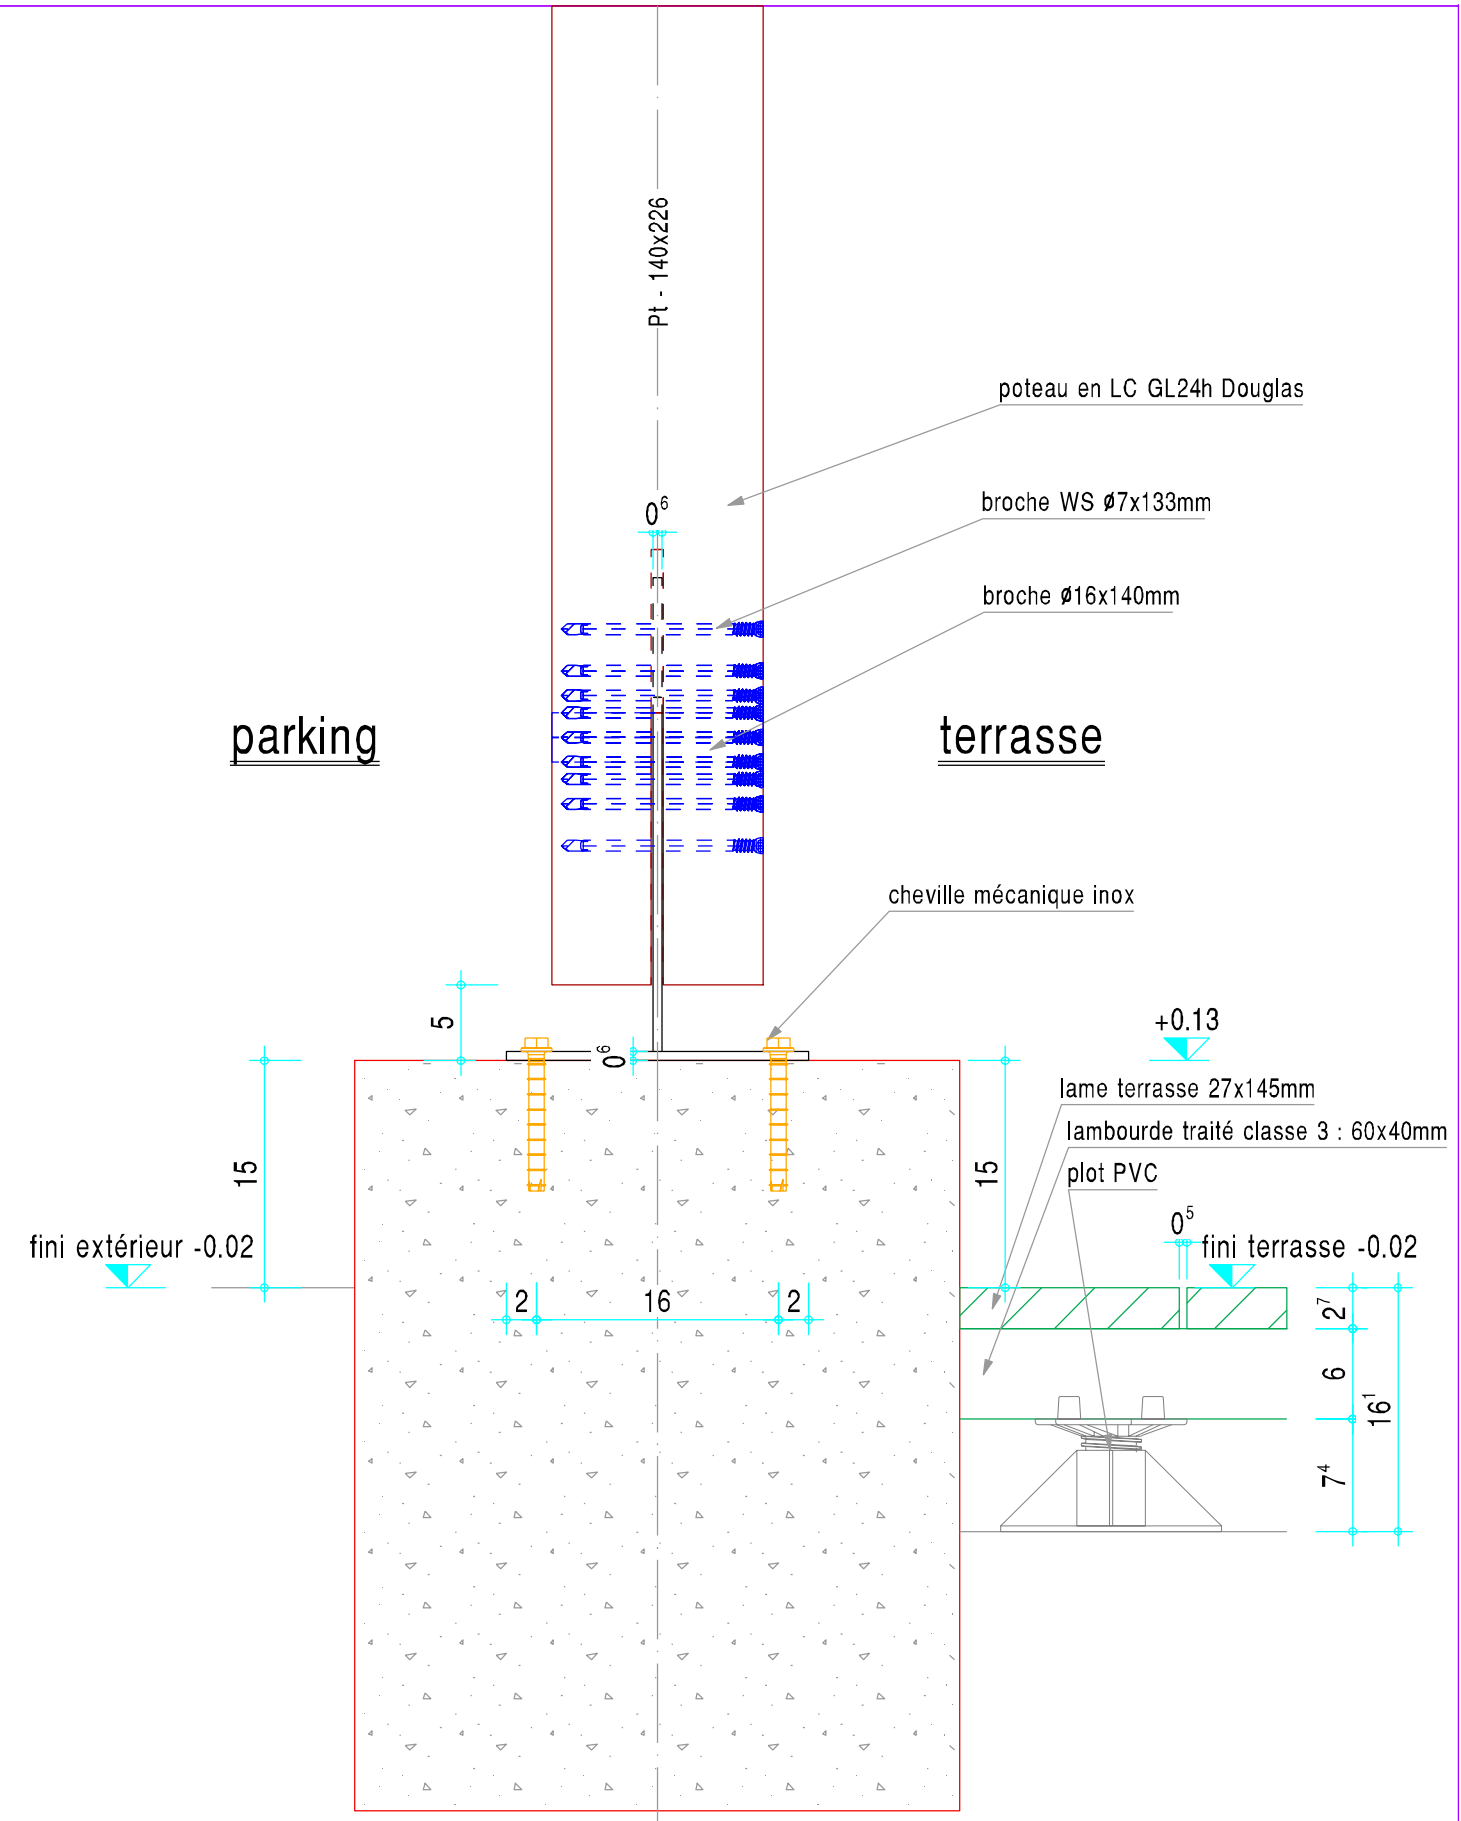 Pt - 140x226
poteau en LC GL24h Douglas
broche WS Ø7x133mm
0⁶
broche Ø16x140mm
parking
terrasse
cheville mécanique inox
5
+0.13
0⁶
lame terrasse 27x145mm
lambourde traité classe 3 : 60x40mm
15
15
plot PVC
0⁵
fini extérieur -0.02
fini terrasse -0.02
2
16
2
2⁷
6
16¹
7⁴